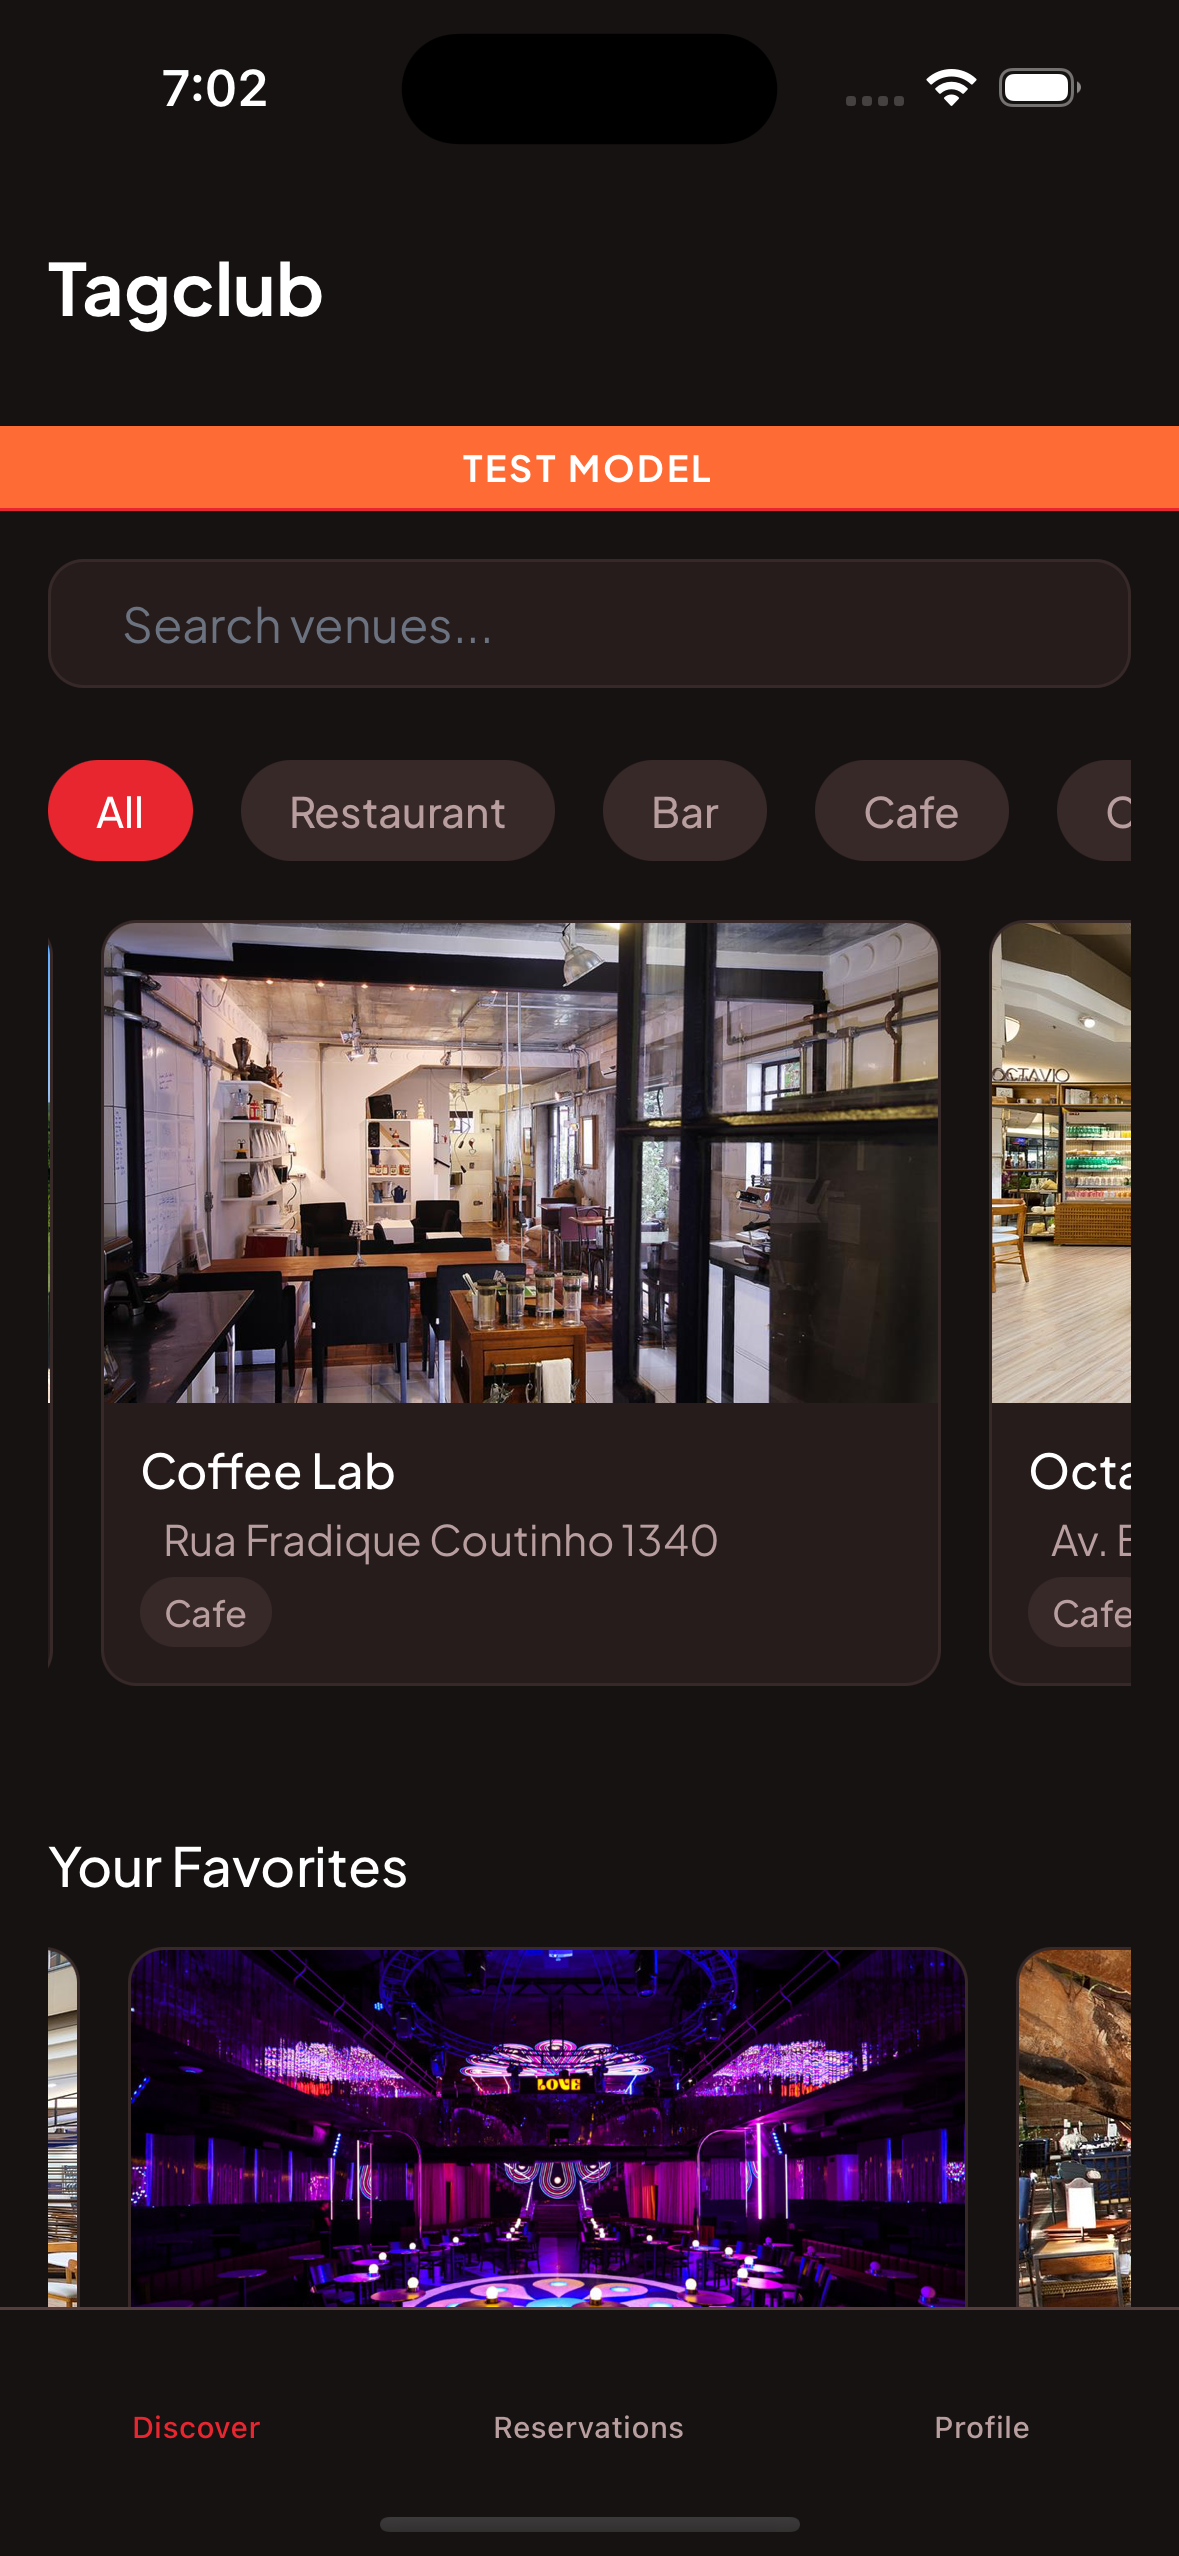 7:02
Tagclub
TEST MODEL
Search venues...
All Restaurant Bar Cafe
OCTAVIO
Coffee Lab
Rua Fradique Coutinho 1340
Av.
Cafe Cafe
Your Favorites
LOVE
Discover Reservations Profile